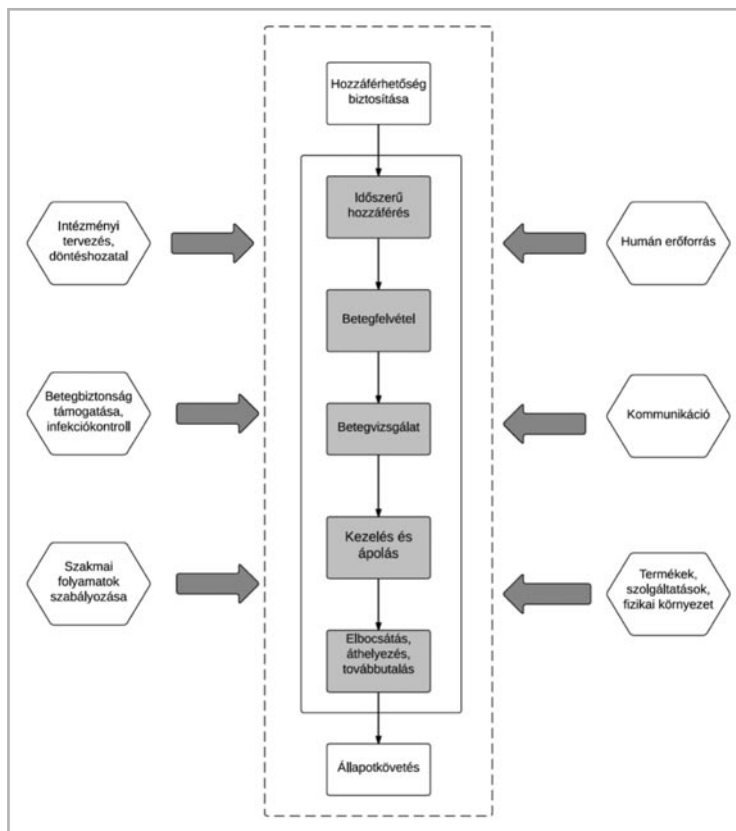 Hozzáférhetőség
biztosítása
Időszerű
hozzáférés
Intézményi
tervezés,
döntéshozatal
Humán erőforrás
Betegfelvétel
Betegbiztonság
támogatása,
infekciókontroll
Betegvizsgálat
Kommunikáció
Kezelés és
ápolás
Szakmai
folyamatok
szabályozása
Termékek,
szolgáltatások,
fizikai környezet
Elbocsátás,
áthelyezés,
továbbutalás
Állapotkövetés